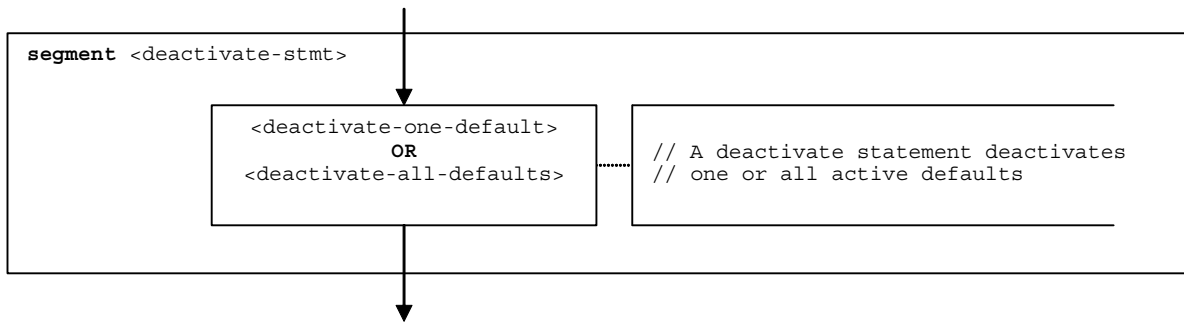 segment <deactivate-stmt>
<deactivate-one-default>
OR
<deactivate-all-defaults>
// A deactivate statement deactivates
// one or all active defaults